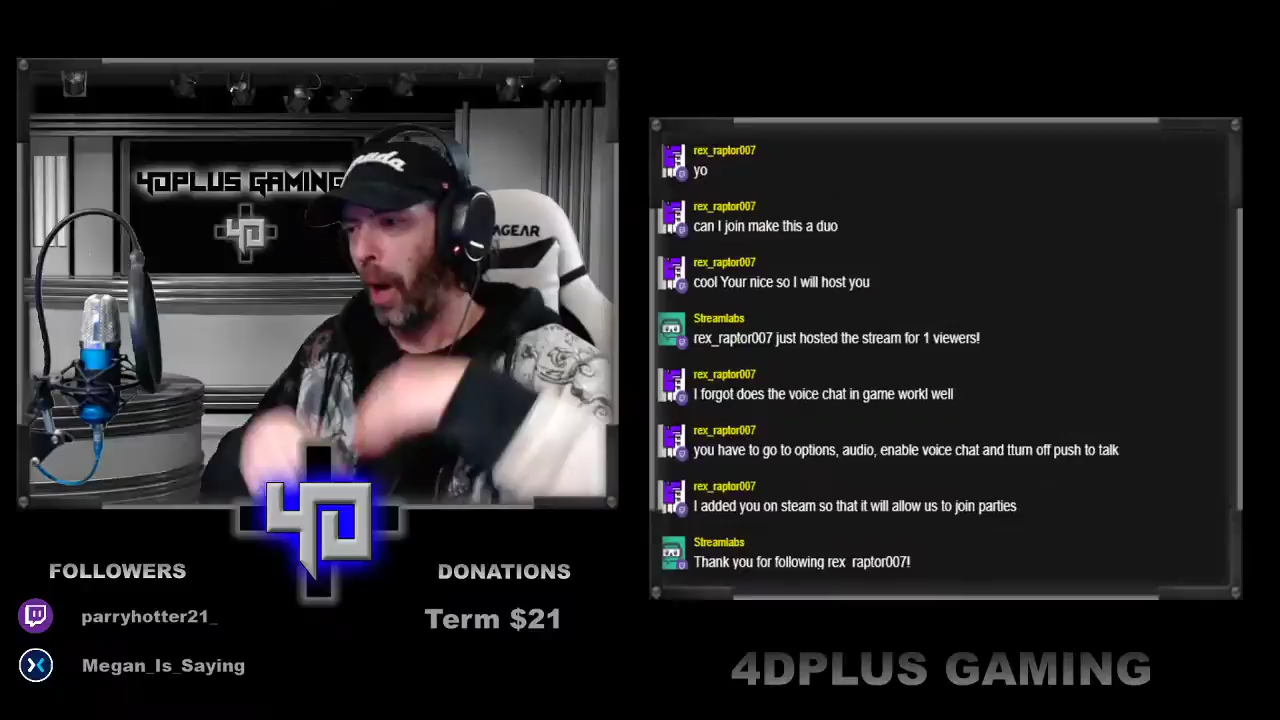 4DPLUS GAMING
4D
AGEAR
rex_raptor007
yo
rex_raptor007
can I join make this a duo
rex_raptor007
cool Your nice so I will host you
Streamlabs
rex_raptor007 just hosted the stream for 1 viewers!
rex_raptor007
I forgot does the voice chat in game workl well
rex_raptor007
you have to go to options, audio, enable voice chat and tturn off push to talk
rex_raptor007
I added you on steam so that it will allow us to join parties
Streamlabs
Thank you for following rex_raptor007!
4D
FOLLOWERS
parryhotter21_
Megan_Is_Saying
DONATIONS
Term $21
4DPLUS GAMING